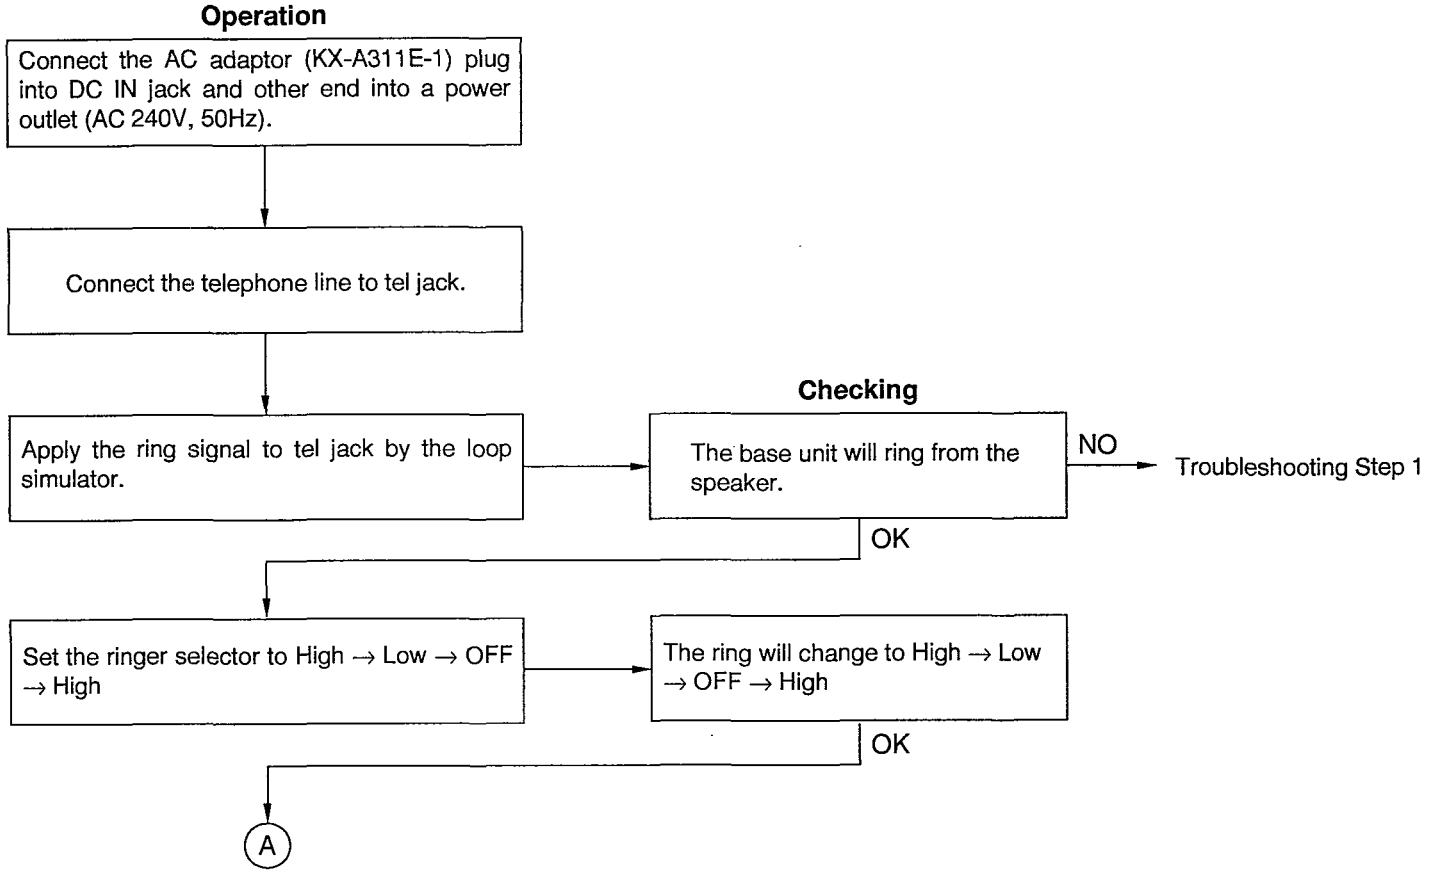 Operation
Connect the AC adaptor (KX-A311E-1) plug
into DC IN jack and other end into a power
outlet (AC 240V, 50Hz).
Connect the telephone line to tel jack.
Checking
Apply the ring signal to tel jack by the loop
simulator.
The base unit will ring from the
speaker.
NO
Troubleshooting Step 1
OK
Set the ringer selector to High → Low → OFF
→ High
The ring will change to High → Low
→ OFF → High
OK
A